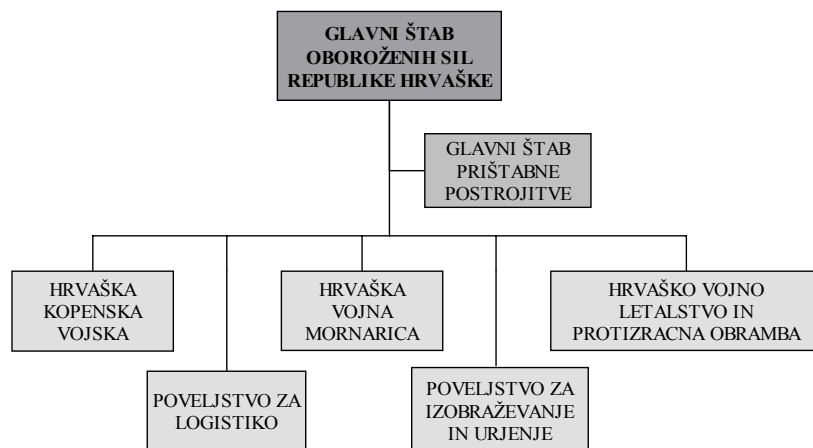 GLAVNI ŠTAB
OBOROŽENIH SIL
REPUBLIKE HRVAŠKE
GLAVNI ŠTAB
PRIŠTABNE
POSTROJITVE
HRVAŠKA
KOPENSKA
VOJSKA
HRVAŠKA
VOJNA
MORNARICA
HRVAŠKO VOJNO
LETALSTVO IN
PROTIZRACNA OBRAMBA
POVELJSTVO ZA
LOGISTIKO
POVELJSTVO ZA
IZOBRAŽEVANJE
IN URJENJE